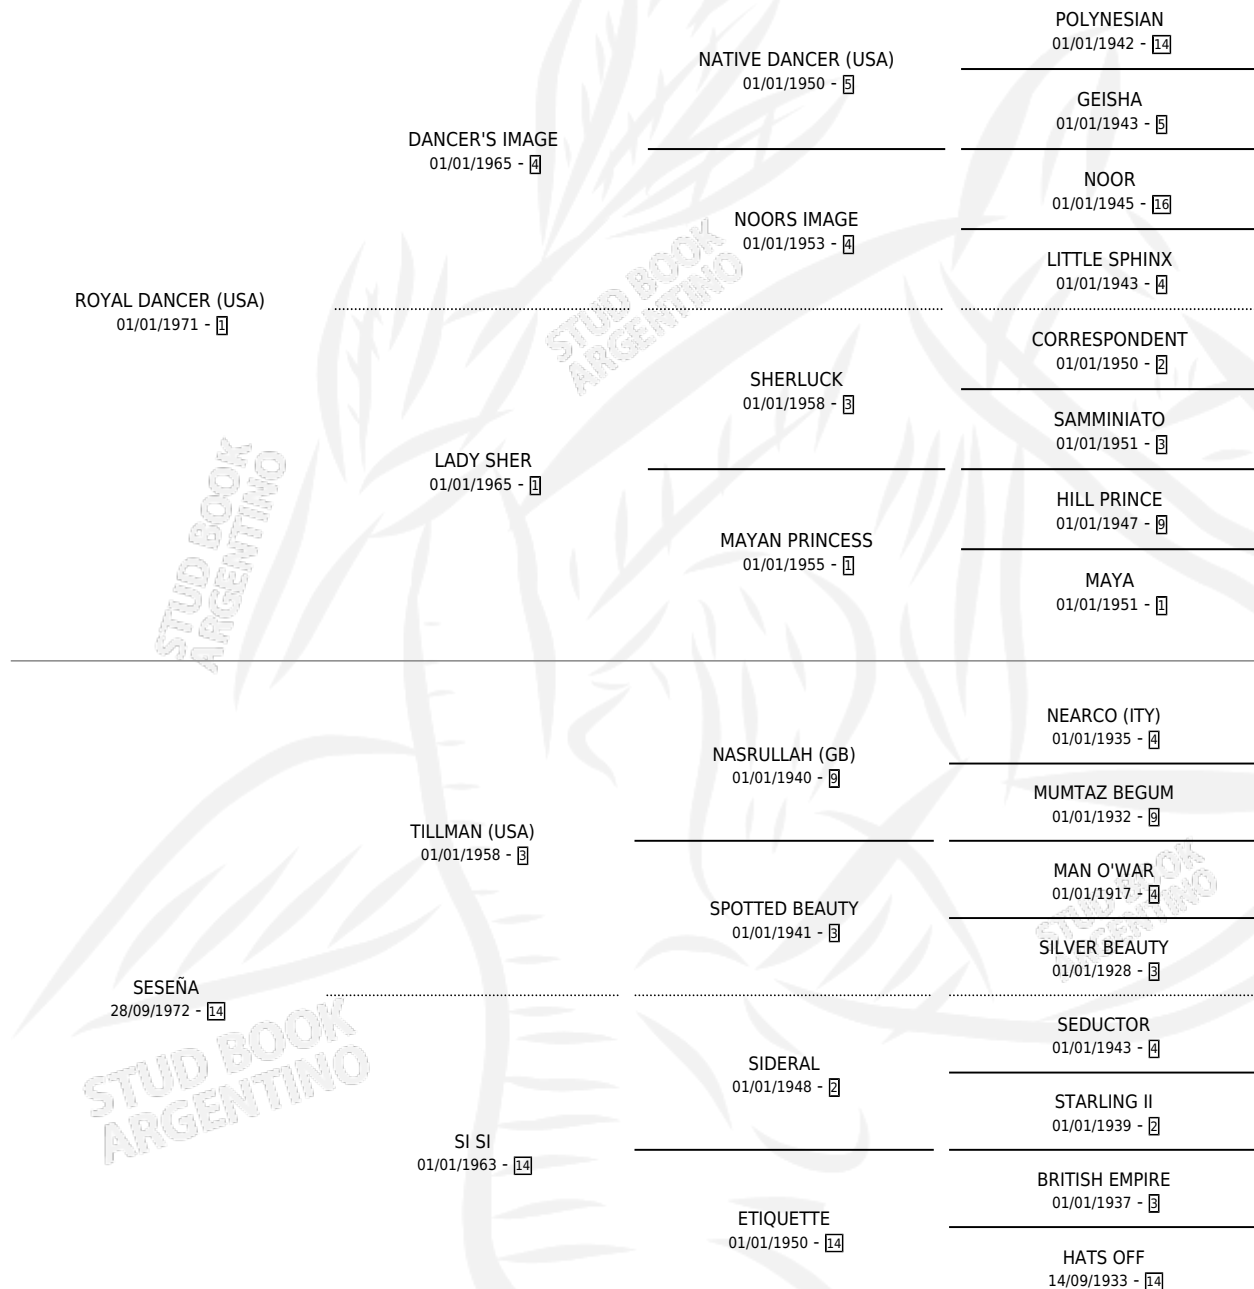 POLYNESIAN
01/01/1942 - 14
NATIVE DANCER (USA)
01/01/1950 - 5
GEISHA
01/01/1943 - 5
DANCER'S IMAGE
01/01/1965 - 4
NOOR
01/01/1945 - 16
NOORS IMAGE
01/01/1953 - 4
LITTLE SPHINX
01/01/1943 - 4
ROYAL DANCER (USA)
01/01/1971 - 1
CORRESPONDENT
01/01/1950 - 2
SHERLUCK
01/01/1958 - 3
SAMMINIATO
01/01/1951 - 3
LADY SHER
01/01/1965 - 1
HILL PRINCE
01/01/1947 - 9
MAYAN PRINCESS
01/01/1955 - 1
MAYA
01/01/1951 - 1
NEARCO (ITY)
01/01/1935 - 4
NASRULLAH (GB)
01/01/1940 - 9
MUMTAZ BEGUM
01/01/1932 - 9
TILLMAN (USA)
01/01/1958 - 3
MAN O'WAR
01/01/1917 - 4
SPOTTED BEAUTY
01/01/1941 - 3
SILVER BEAUTY
01/01/1928 - 3
SESEÑA
28/09/1972 - 14
SEDUCTOR
01/01/1943 - 4
SIDERAL
01/01/1948 - 2
STARLING II
01/01/1939 - 2
SI SI
01/01/1963 - 14
BRITISH EMPIRE
01/01/1937 - 3
ETIQUETTE
01/01/1950 - 14
HATS OFF
14/09/1933 - 14
STUD BOOK
ARGENTINO
STUD BOOK
ARGENTINO
STUD BOOK
ARGENTINO
STUD BOOK
ARGENTINO